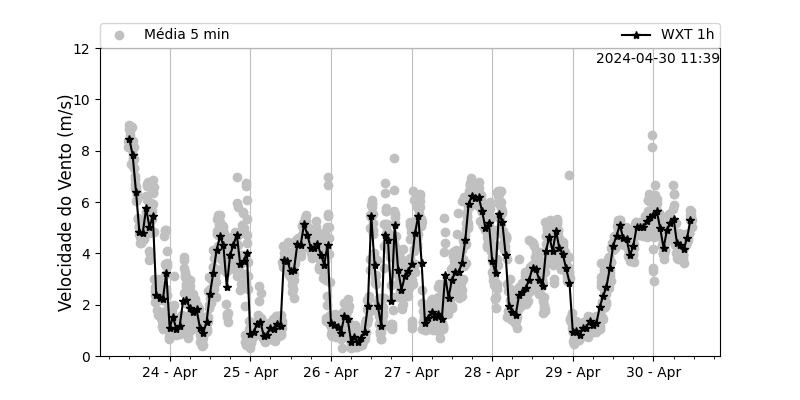 Média 5 min
WXT 1h
2024-04-30 11:39
Velocidade do Vento (m/s)
12
10
8
6
4
2
0
24 - Apr
25 - Apr
26 - Apr
27 - Apr
28 - Apr
29 - Apr
30 - Apr